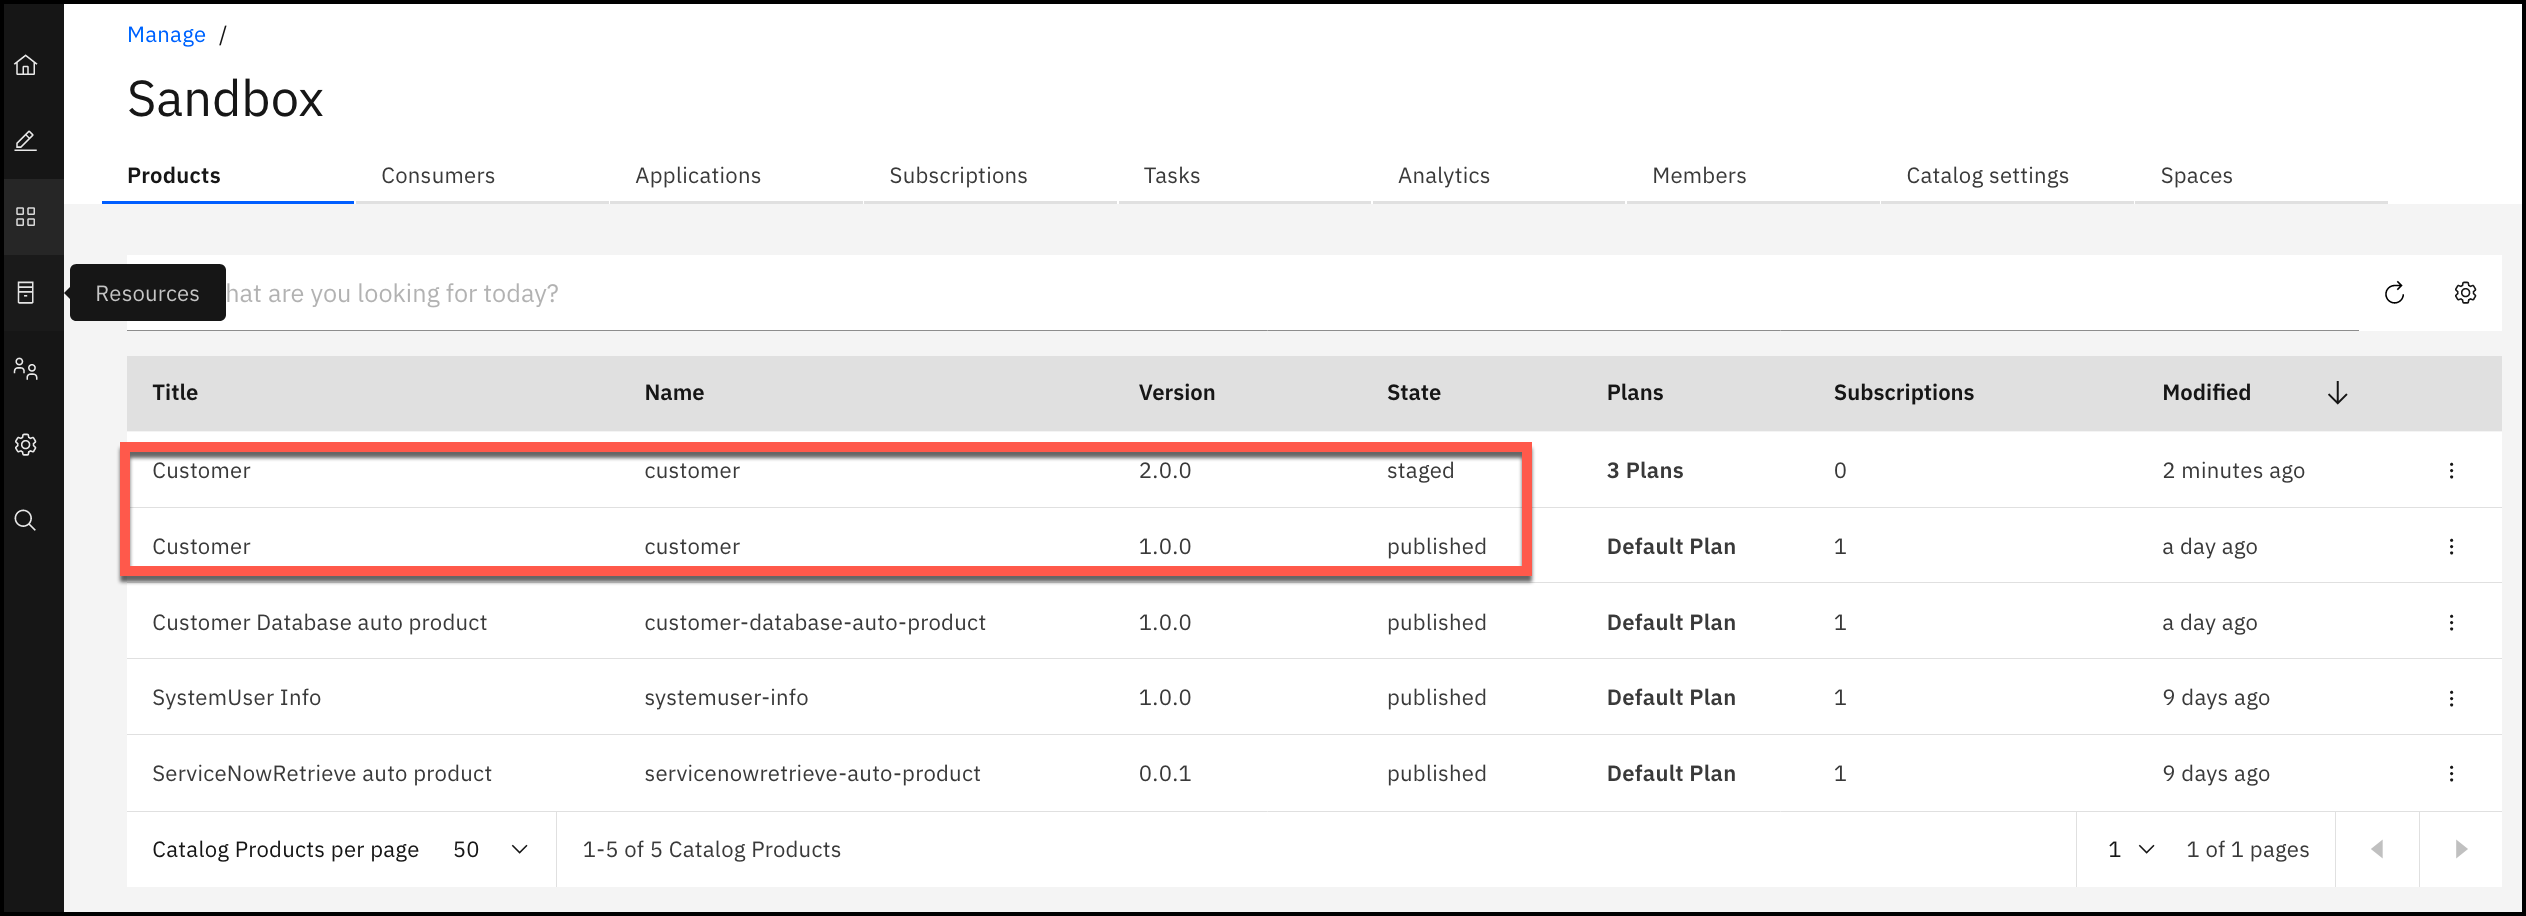 Manage /
Sandbox
Products Consumers Applications Subscriptions Tasks Analytics Members Catalog settings Spaces
Resources hat are you looking for today?
Title Name Version State Plans Subscriptions Modified
Customer customer 2.0.0 staged 3 Plans 0 2 minutes ago
Customer customer 1.0.0 published Default Plan 1 a day ago
Customer Database auto product customer-database-auto-product 1.0.0 published Default Plan 1 a day ago
SystemUser Info systemuser-info 1.0.0 published Default Plan 1 9 days ago
ServiceNowRetrieve auto product servicenowretrieve-auto-product 0.0.1 published Default Plan 1 9 days ago
Catalog Products per page 50 1-5 of 5 Catalog Products 1 1 of 1 pages